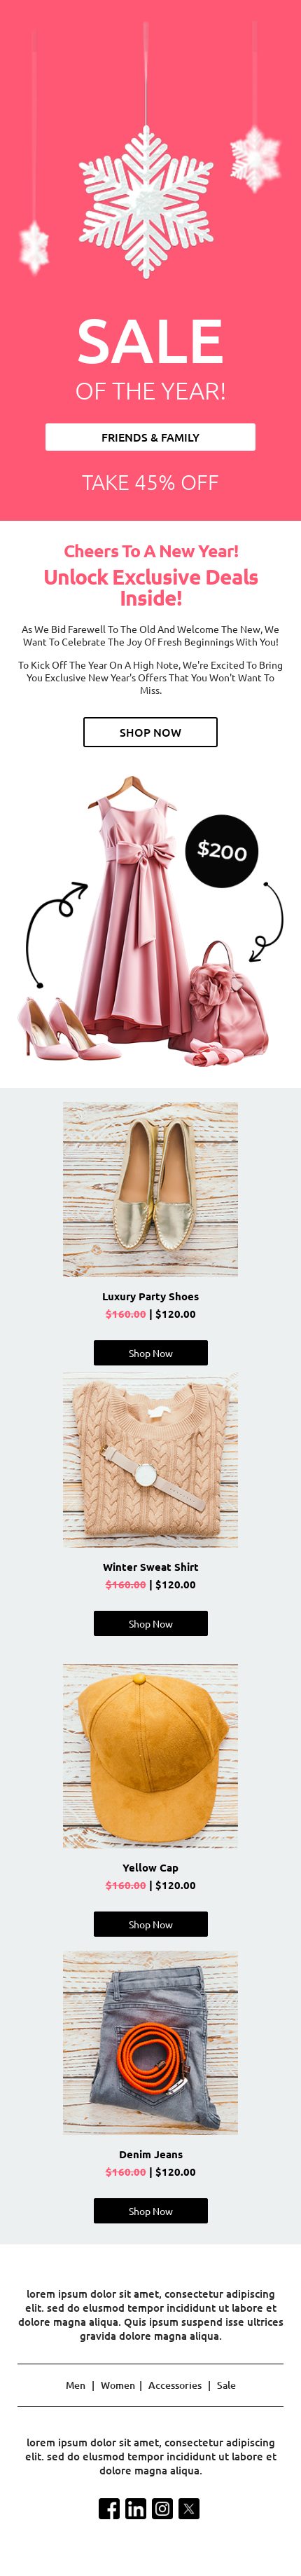 SALE
OF THE YEAR!
FRIENDS & FAMILY
TAKE 45% OFF
Cheers To A New Year!
Unlock Exclusive Deals
Inside!
As We Bid Farewell To The Old And Welcome The New, We
Want To Celebrate The Joy Of Fresh Beginnings With You!
To Kick Off The Year On A High Note, We're Excited To Bring
You Exclusive New Year's Offers That You Won't Want To
Miss.
SHOP NOW
$200
Luxury Party Shoes
$160.00 | $120.00
Shop Now
Winter Sweat Shirt
$160.00 | $120.00
Shop Now
Yellow Cap
$160.00 | $120.00
Shop Now
Denim Jeans
$160.00 | $120.00
Shop Now
lorem ipsum dolor sit amet, consectetur adipiscing
elit. sed do elusmod tempor incididunt ut labore et
dolore magna aliqua. Quis ipsum suspend isse ultrices
gravida dolore magna aliqua.
Men | Women | Accessories | Sale
lorem ipsum dolor sit amet, consectetur adipiscing
elit. sed do elusmod tempor incididunt ut labore et
dolore magna aliqua.